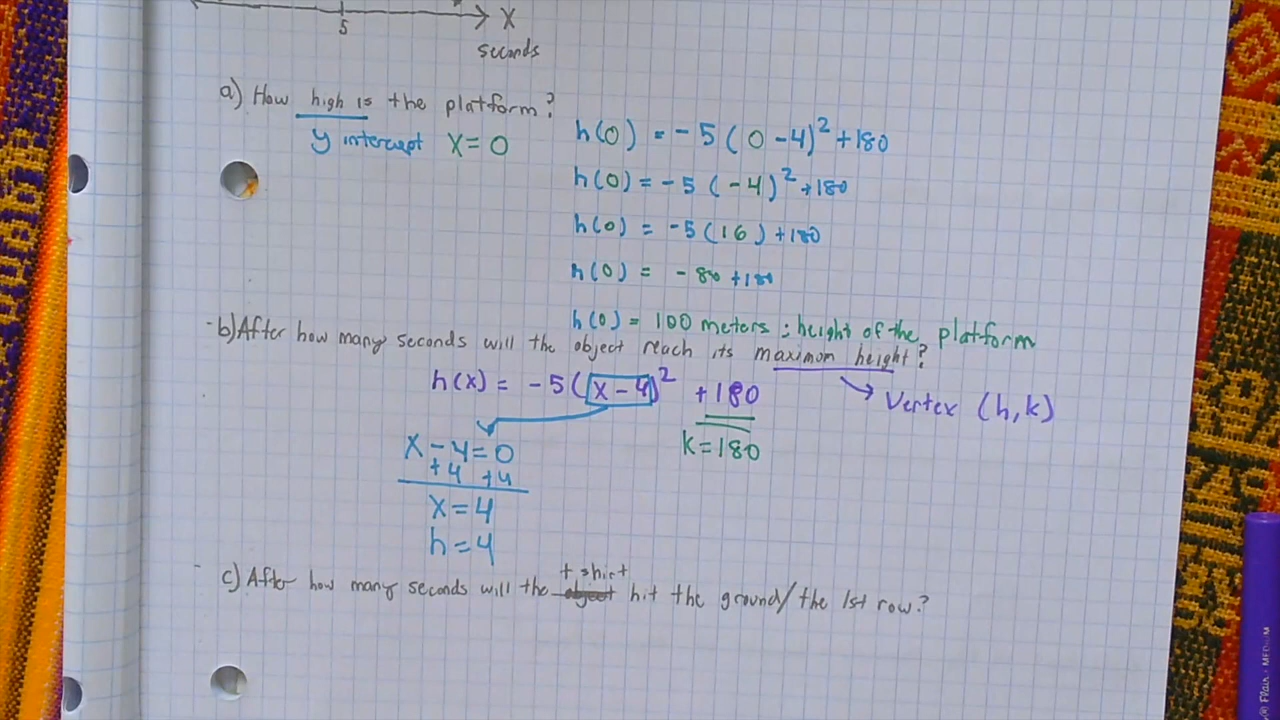 5
X
seconds
a) How high is the platform?
y intercept x=0
h(0) = -5(0-4)² +180
h(0) = -5(-4)² +180
h(0) = -5(16) +180
h(0) = -80 +180
h(0) = 100 meters : height of the platform
b) After how many seconds will the object reach its maximum height?
h(x) = -5(x-4)² +180
Vertex (h,k)
k=180
x-4=0
+4 +4
x=4
h=4
t shirt
c) After how many seconds will the object hit the ground/the 1st row?
Flair · MEDIUM